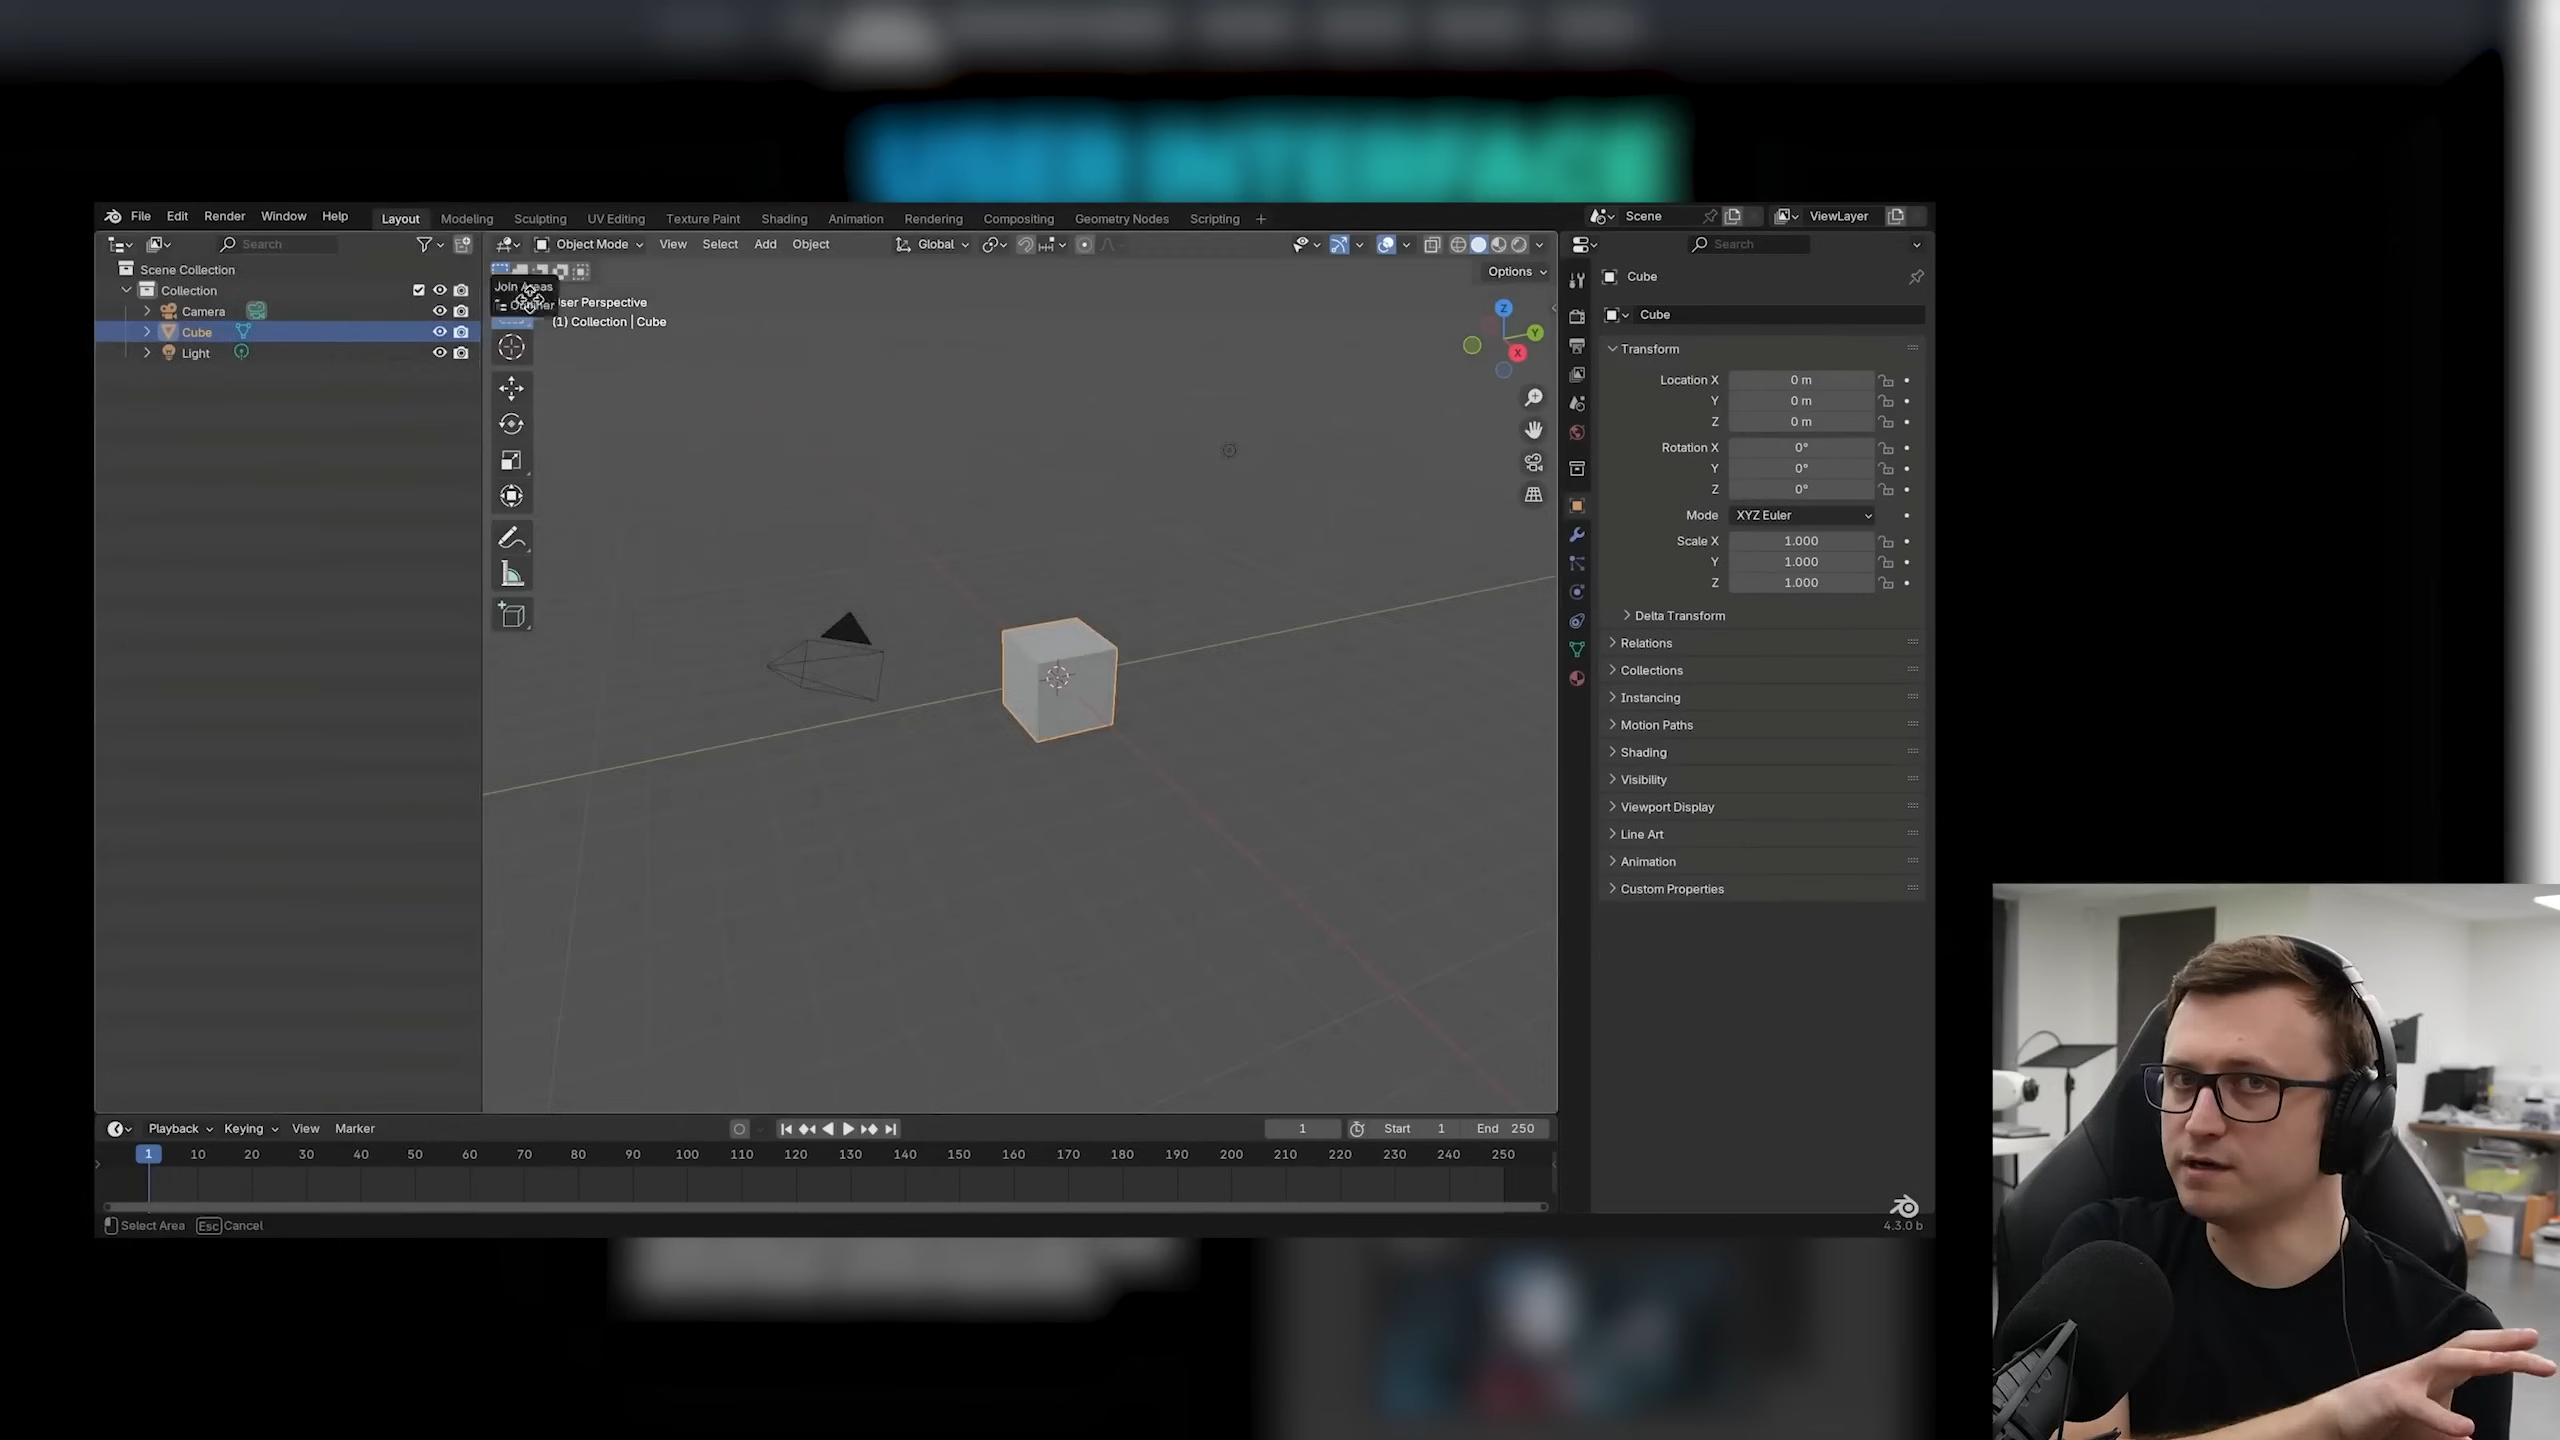 File Edit Render Window Help Layout Modeling Sculpting UV Editing Texture Paint Shading Animation Rendering Compositing Geometry Nodes Scripting + Scene ViewLayer
Search
Object Mode View Select Add Object Global
Search
Scene Collection
Collection
Camera
Cube
Light
Join Areas
Outliner
User Perspective
(1) Collection | Cube
Options
Z
Y
X
Cube
Cube
Transform
Location X 0 m
Y 0 m
Z 0 m
Rotation X 0°
Y 0°
Z 0°
Mode XYZ Euler
Scale X 1.000
Y 1.000
Z 1.000
Delta Transform
Relations
Collections
Instancing
Motion Paths
Shading
Visibility
Viewport Display
Line Art
Animation
Custom Properties
Playback Keying View Marker
1 Start 1 End 250
1 10 20 30 40 50 60 70 80 90 100 110 120 130 140 150 160 170 180 190 200 210 220 230 240 250
Select Area Esc Cancel
4.3.0 b